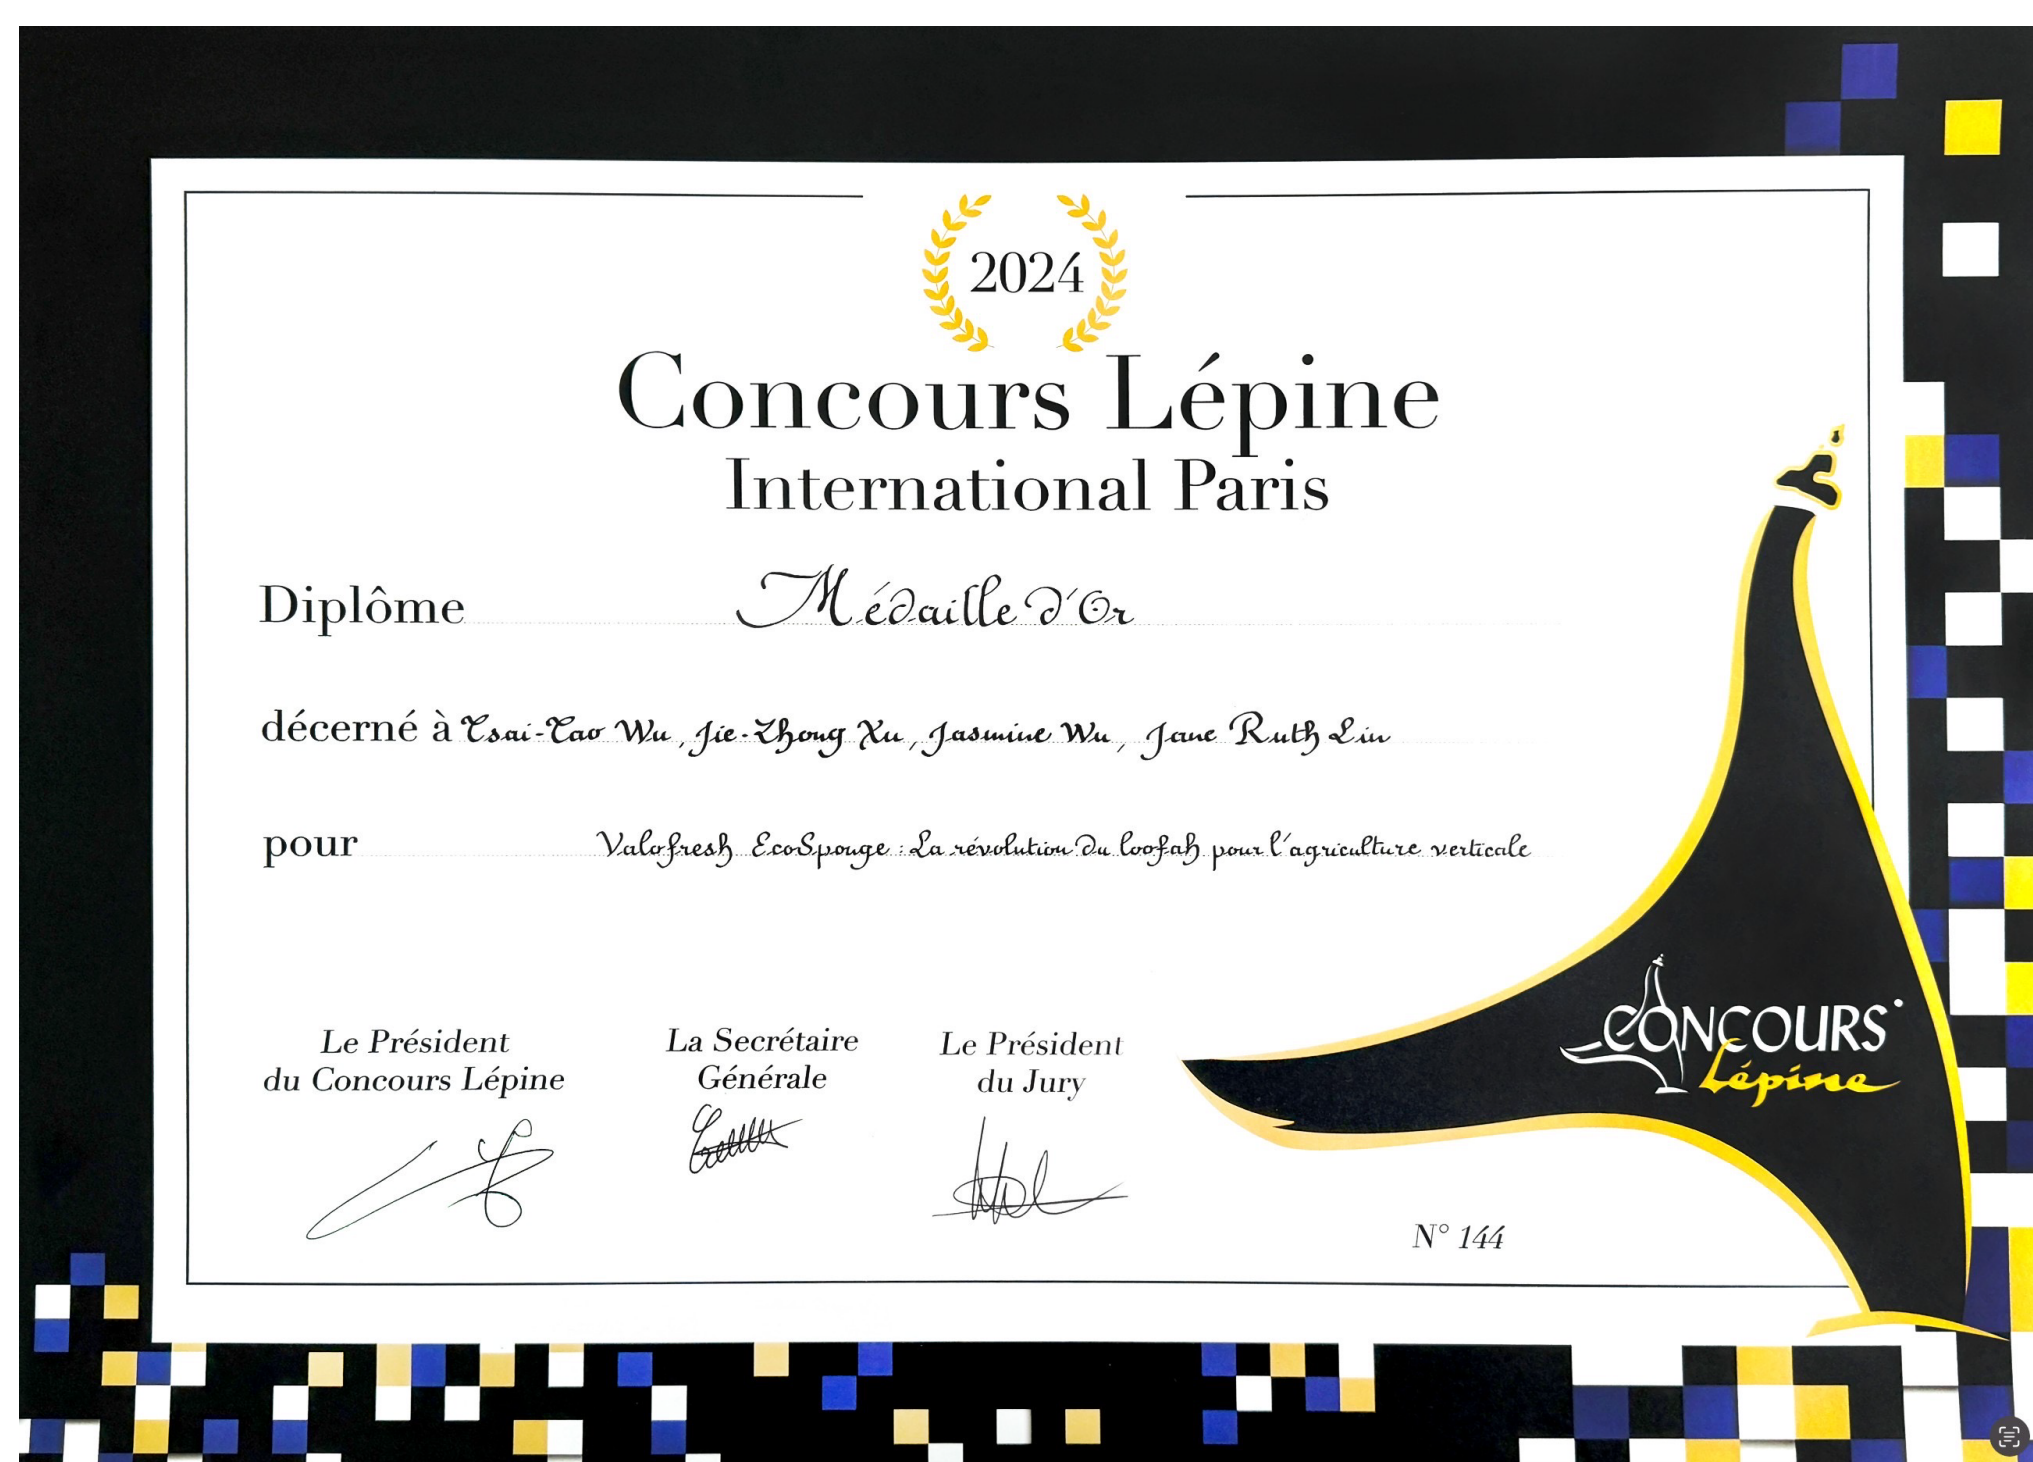 2024
Concours Lépine
International Paris
Diplôme Médaille d'Or
décerné à Tsai-Tao Wu, Jie-Zhong Xu, Jasmine Wu, Jane Ruth Lin
pour Valofresh EcoSponge : La révolution du loofah pour l'agriculture verticale
Le Président
du Concours Lépine
La Secrétaire
Générale
Le Président
du Jury
N° 144
CONCOURS
Lépine